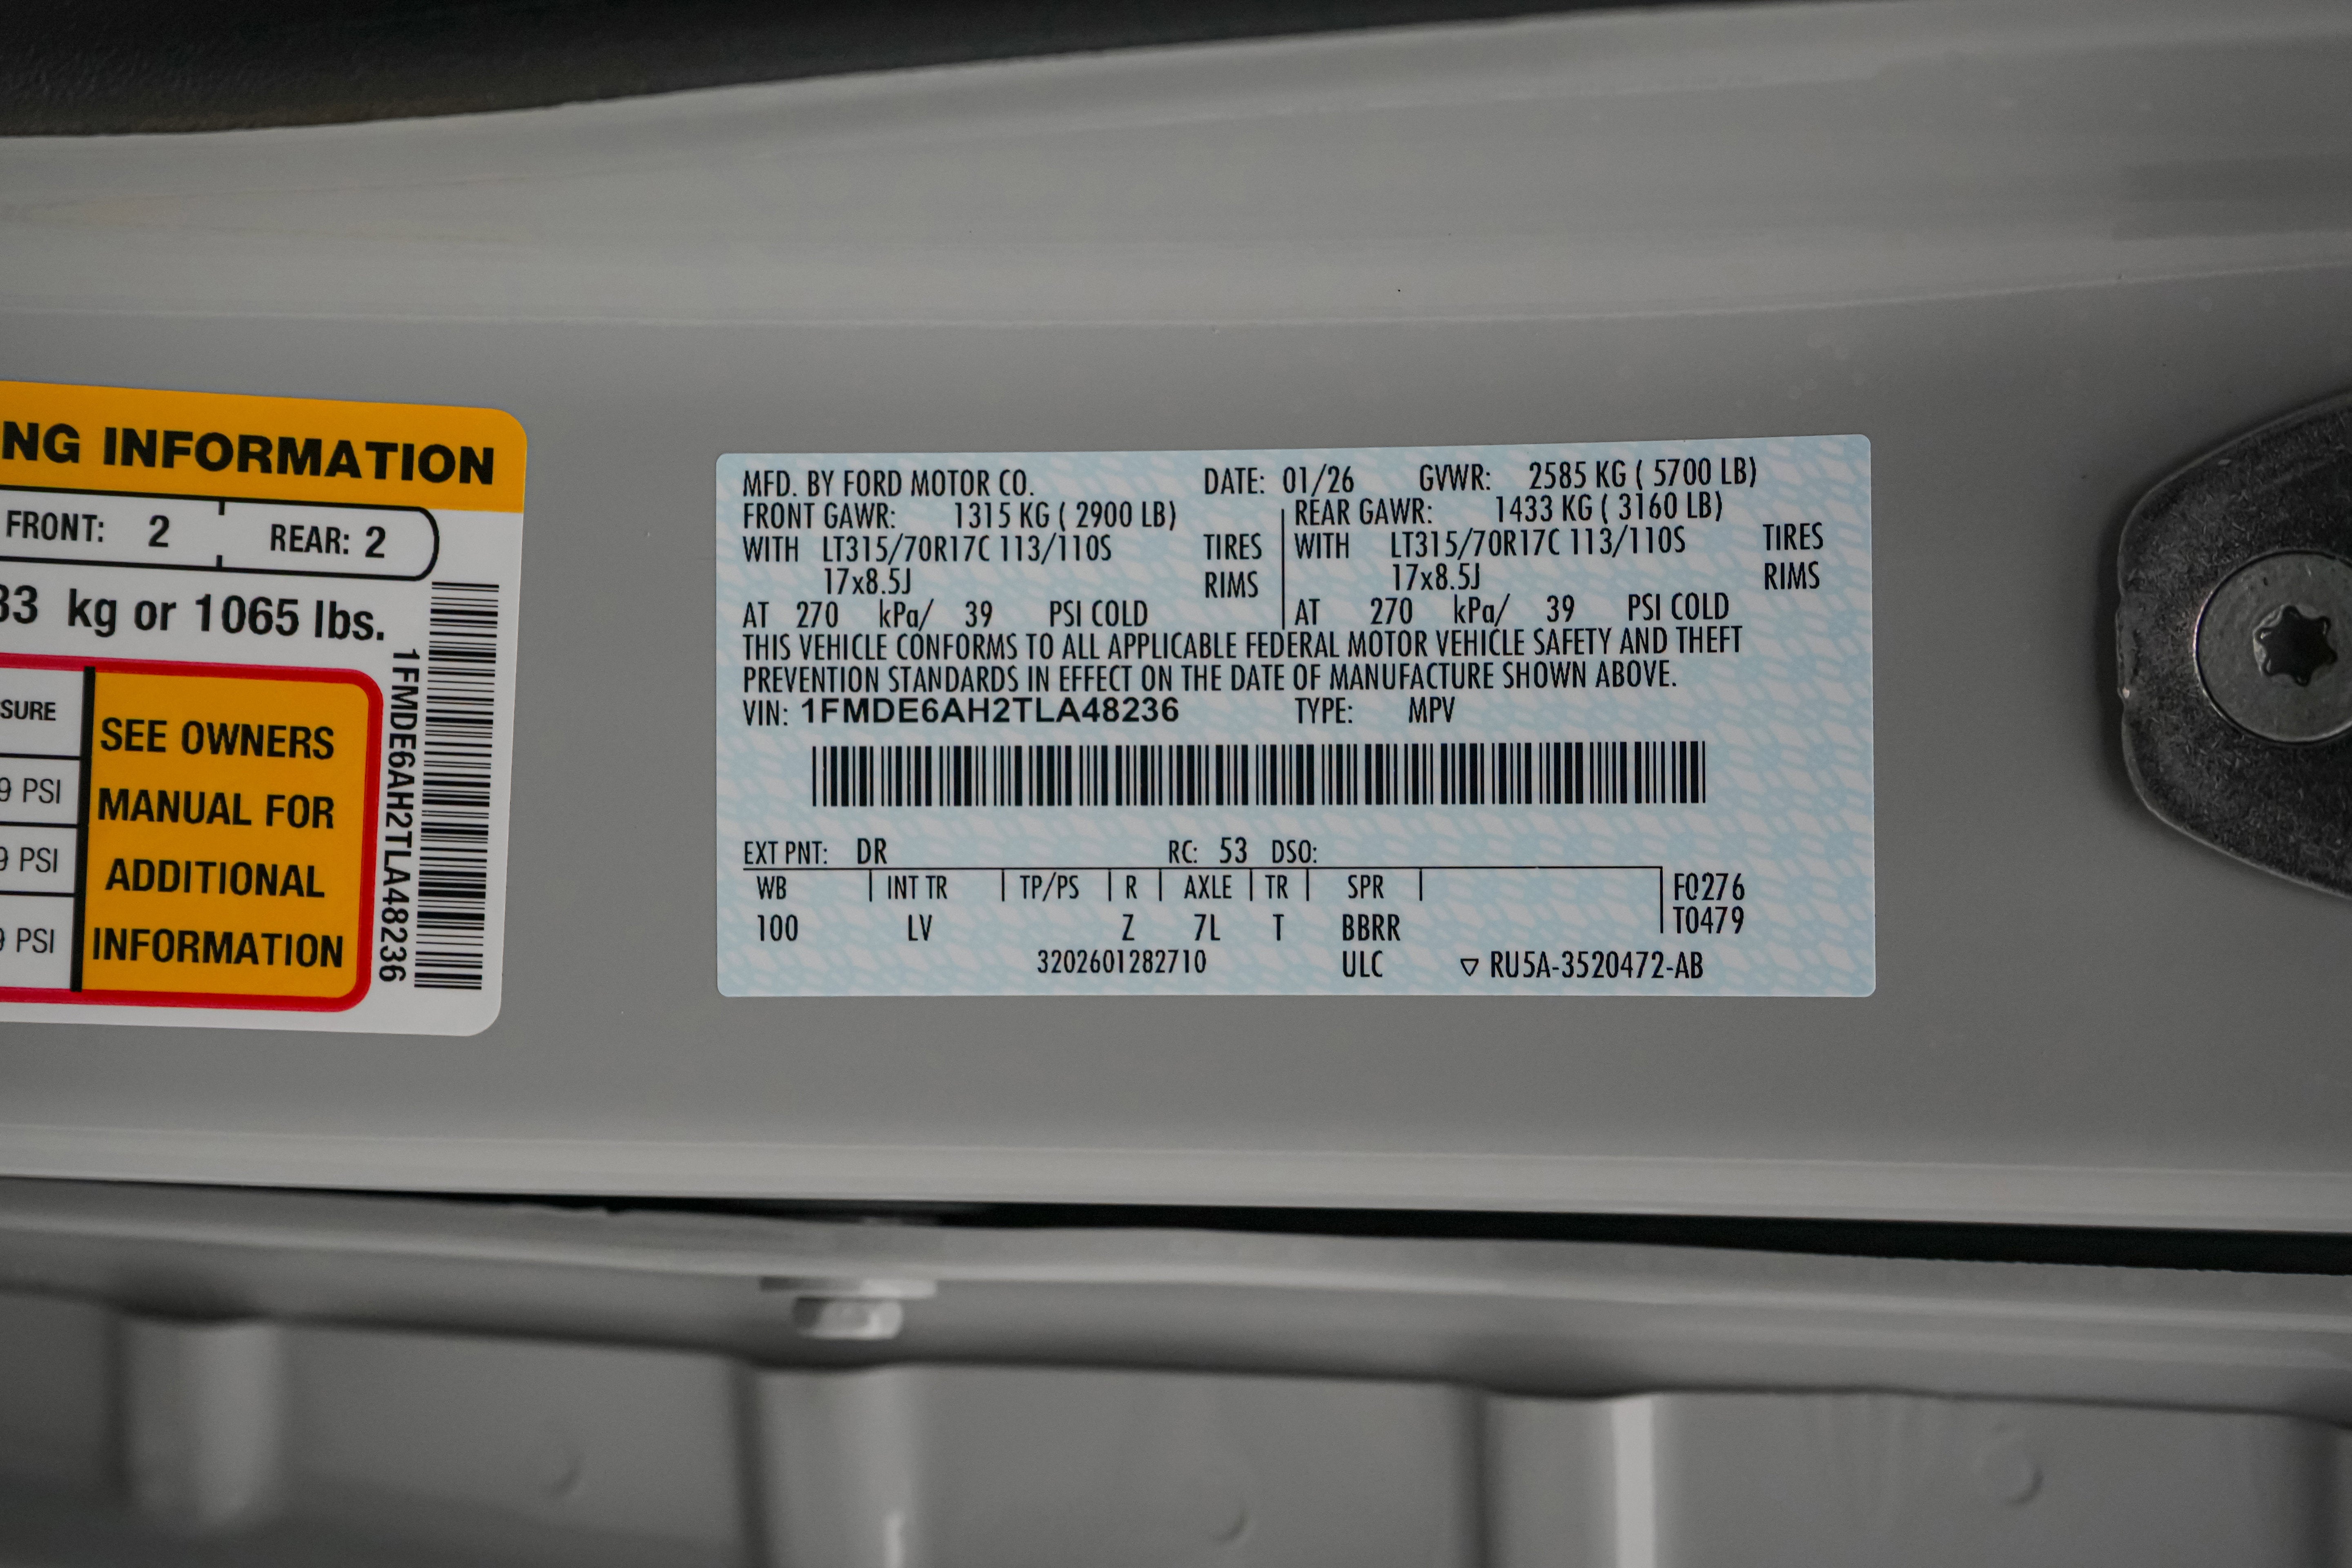 NG INFORMATION
FRONT: 2 REAR: 2
33 kg or 1065 lbs.
SURE
9 PSI
9 PSI
9 PSI
SEE OWNERS
MANUAL FOR
ADDITIONAL
INFORMATION
1FMDE6AH2TLA48236
MFD. BY FORD MOTOR CO. DATE: 01/26 GVWR: 2585 KG ( 5700 LB)
FRONT GAWR: 1315 KG ( 2900 LB) REAR GAWR: 1433 KG ( 3160 LB)
WITH LT315/70R17C 113/110S TIRES WITH LT315/70R17C 113/110S TIRES
17x8.5J RIMS 17x8.5J RIMS
AT 270 kPa/ 39 PSI COLD AT 270 kPa/ 39 PSI COLD
THIS VEHICLE CONFORMS TO ALL APPLICABLE FEDERAL MOTOR VEHICLE SAFETY AND THEFT
PREVENTION STANDARDS IN EFFECT ON THE DATE OF MANUFACTURE SHOWN ABOVE.
VIN: 1FMDE6AH2TLA48236 TYPE: MPV
EXT PNT: DR RC: 53 DSO:
WB INT TR TP/PS R AXLE TR SPR F0276
100 LV Z 7L T BBRR T0479
3202601282710 ULC ▽ RU5A-3520472-AB